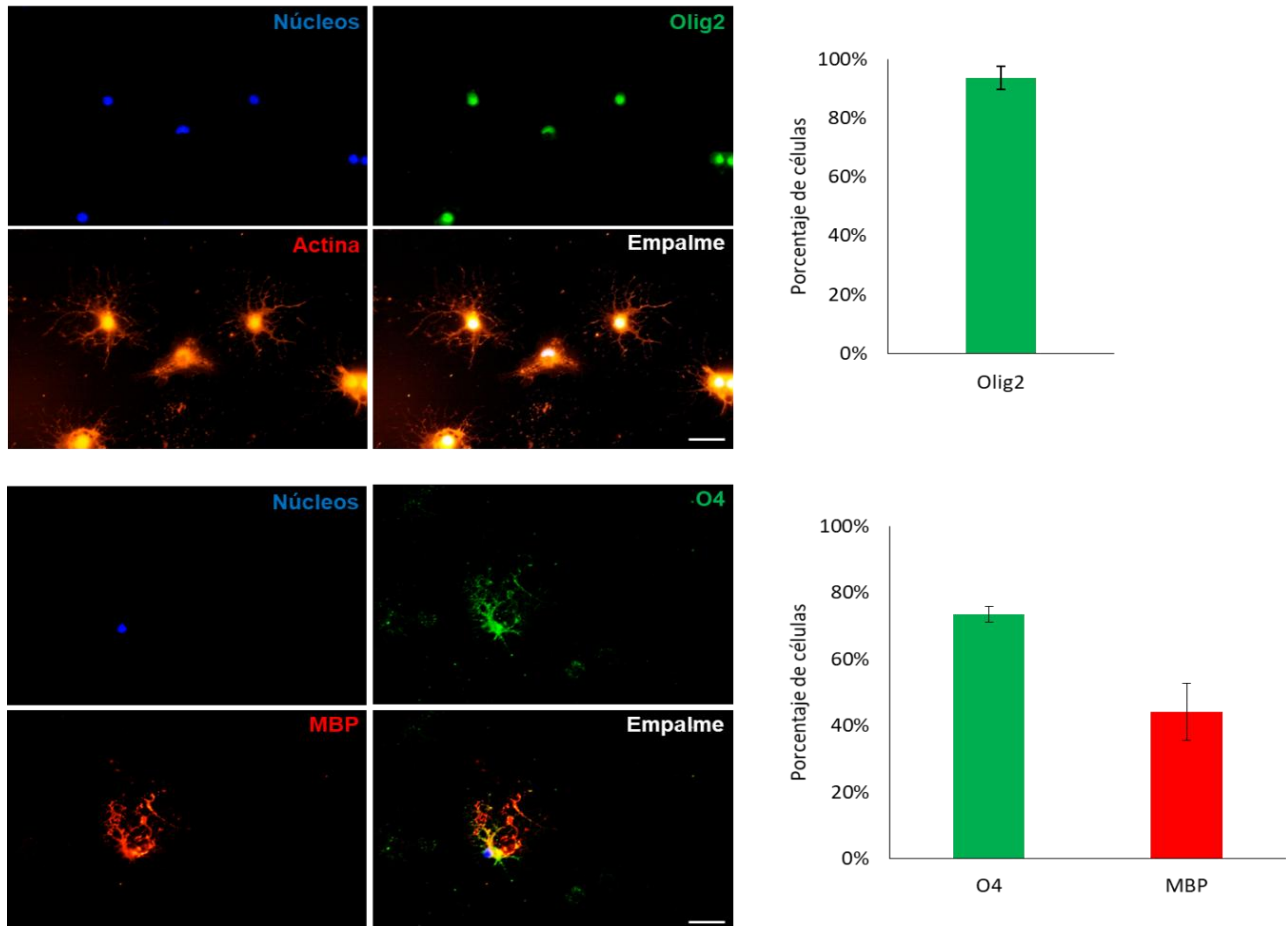 Núcleos
Olig2
Actina
Empalme
100%
80%
60%
40%
20%
0%
Porcentaje de células
Olig2
Núcleos
O4
MBP
Empalme
100%
80%
60%
40%
20%
0%
Porcentaje de células
O4
MBP